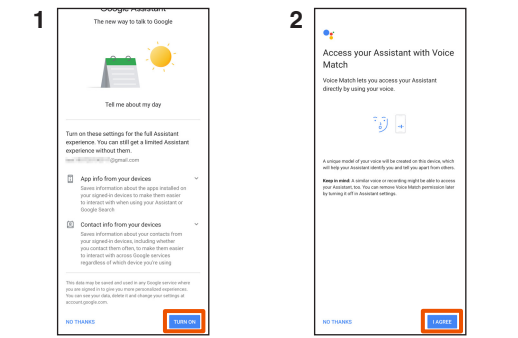 1
Google Assistant
The new way to talk to Google
Tell me about my day
Turn on these settings for the full Assistant
experience. You can still get a limited Assistant
experience without them.
@gmail.com
App info from your devices
Saves information about the apps installed on
your signed-in devices to make them easier
to interact with when using your Assistant or
Google Search
Contact info from your devices
Saves information about your contacts from
your signed-in devices, including whether
you contact them often, to make them easier
to interact with across Google services
regardless of which device you're using
This data may be saved and used in any Google service where
you are signed in to give you more personalized experiences.
You can see your data, delete it and change your settings at
account.google.com.
NO THANKS
TURN ON
2
Access your Assistant with Voice
Match
Voice Match lets you access your Assistant
directly by using your voice.
A unique model of your voice will be created on this device, which
will help your Assistant identify you and tell you apart from others.
Keep in mind: A similar voice or recording might be able to access
your Assistant, too. You can remove Voice Match permission later
by turning it off in Assistant settings.
NO THANKS
I AGREE